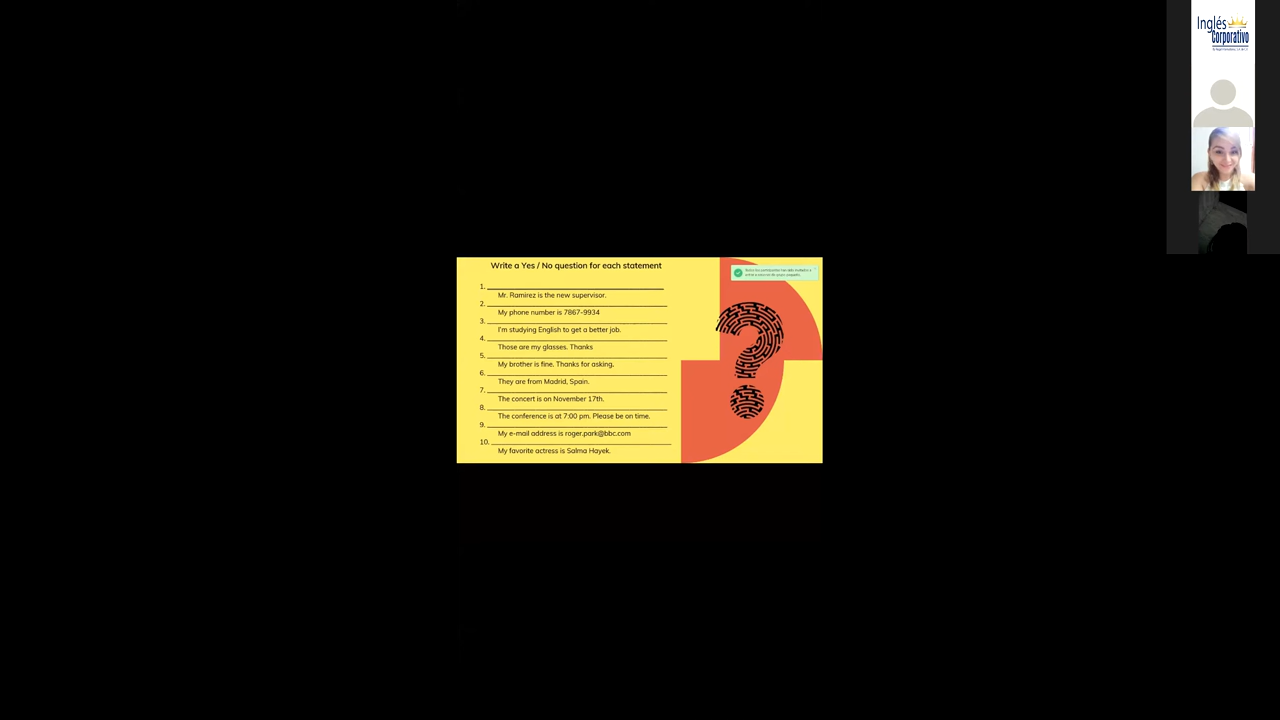 Inglés
Corporativo
Write a Yes / No question for each statement
1.
Mr. Ramirez is the new supervisor.
2.
My phone number is 7867-9934
3.
I'm studying English to get a better job.
4.
Those are my glasses. Thanks
5.
My brother is fine. Thanks for asking.
6.
They are from Madrid, Spain.
7.
The concert is on November 17th.
8.
The conference is at 7:00 pm. Please be on time.
9.
My e-mail address is roger.park@bbc.com
10.
My favorite actress is Salma Hayek.